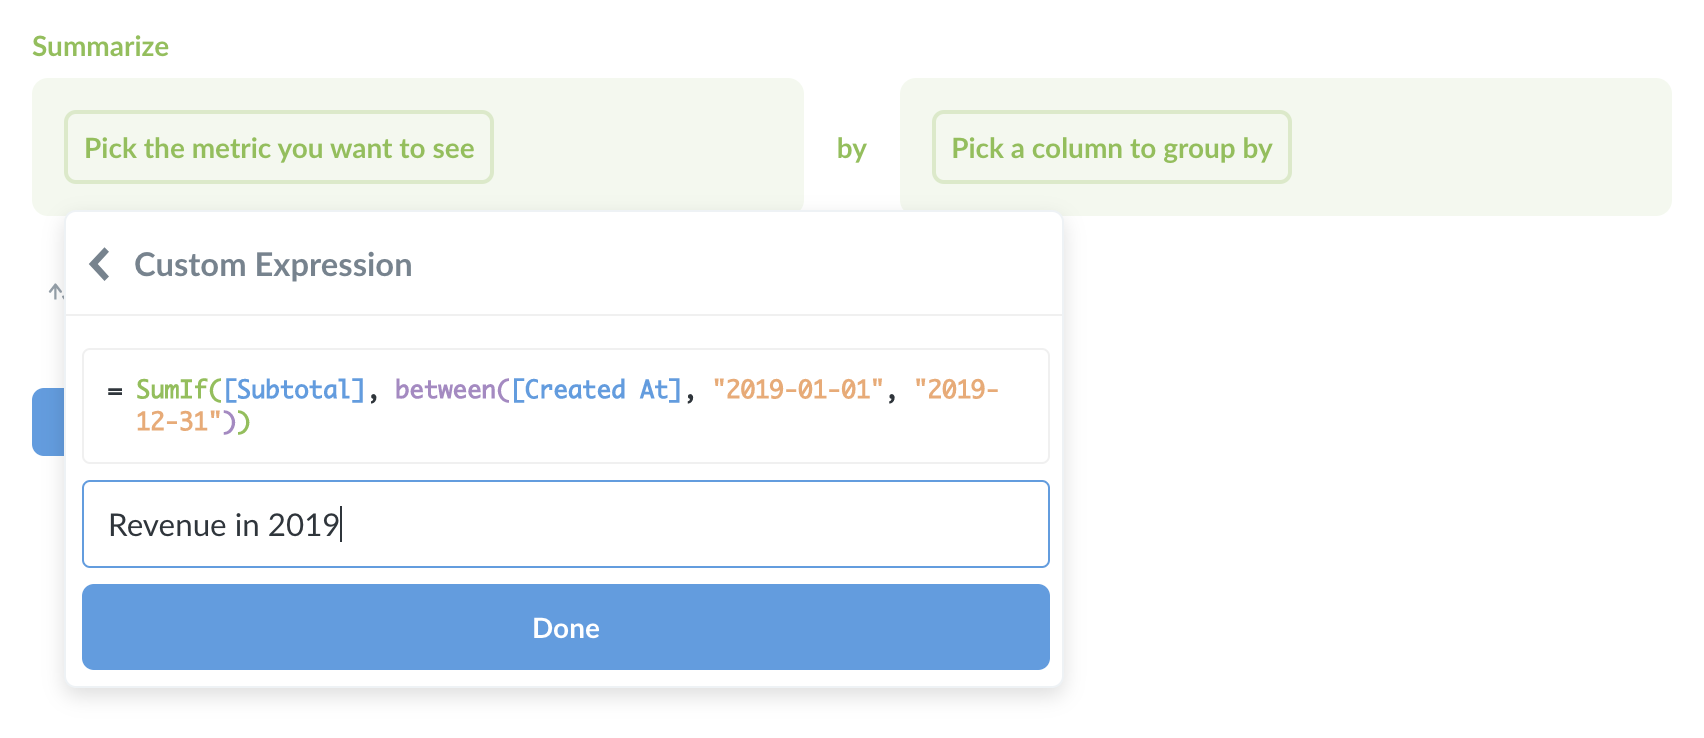 Summarize
Pick the metric you want to see
by
Pick a column to group by
Custom Expression
= SumIf([Subtotal], between([Created At], "2019-01-01", "2019-
12-31"))
Revenue in 2019
Done